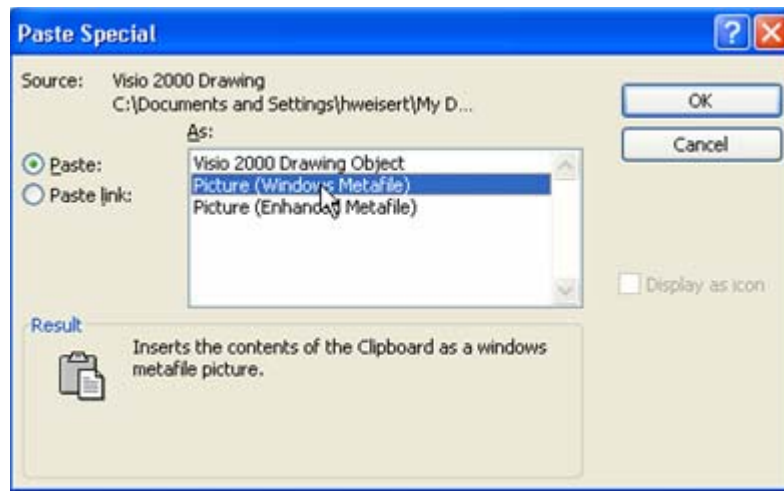 Paste Special
Source: Visio 2000 Drawing
C:\Documents and Settings\hweisert\My D...
As:
Paste:
Paste link:
Visio 2000 Drawing Object
Picture (Windows Metafile)
Picture (Enhanced Metafile)
OK
Cancel
Display as icon
Result
Inserts the contents of the Clipboard as a windows
metafile picture.